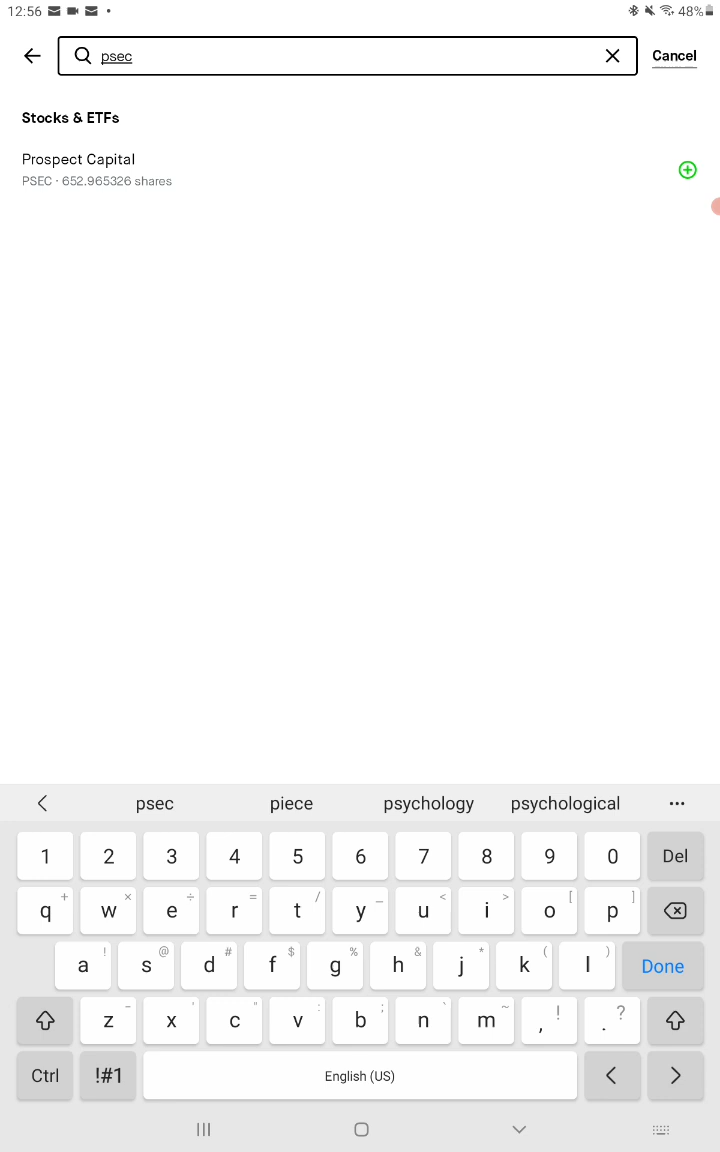 12:56 48%
psec Cancel
Stocks & ETFs
Prospect Capital
PSEC · 652.965326 shares
psec piece psychology psychological ...
1 2 3 4 5 6 7 8 9 0 Del
+ × ÷ = / _ < > [ ]
q w e r t y u i o p
! @ # $ % & * ( )
a s d f g h j k l Done
- ' " : ; ~ ! ?
z x c v b n m , .
Ctrl !#1 English (US) < >